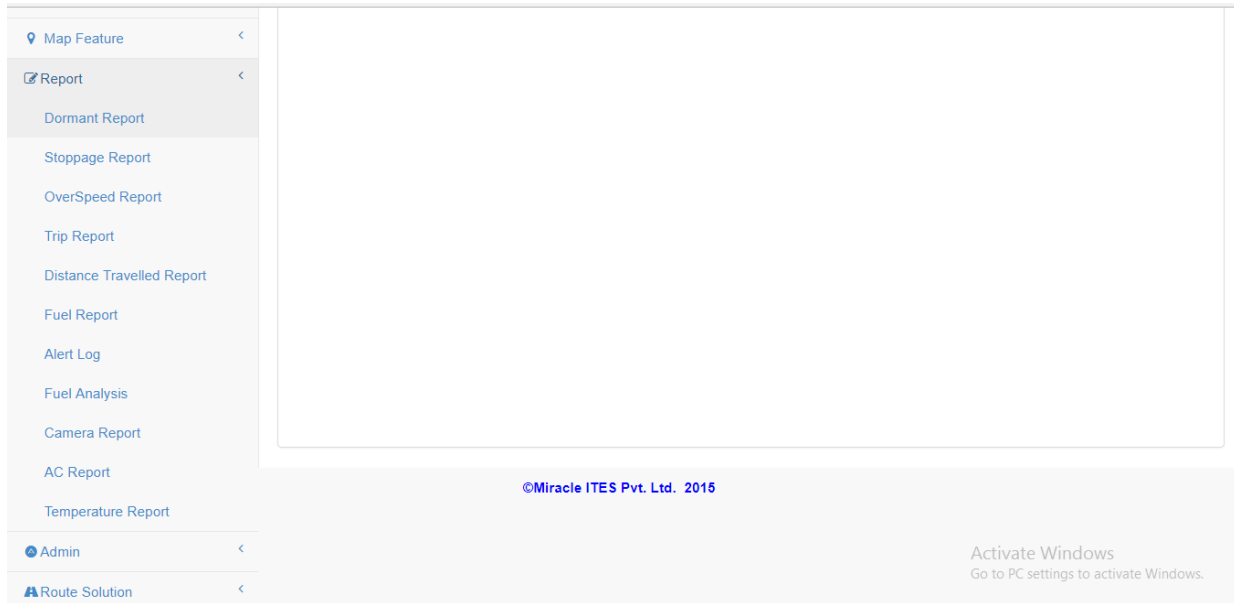 Map Feature
Report
Dormant Report
Stoppage Report
OverSpeed Report
Trip Report
Distance Travelled Report
Fuel Report
Alert Log
Fuel Analysis
Camera Report
AC Report
Temperature Report
Admin
Route Solution
©Miracle ITES Pvt. Ltd. 2015
Activate Windows
Go to PC settings to activate Windows.